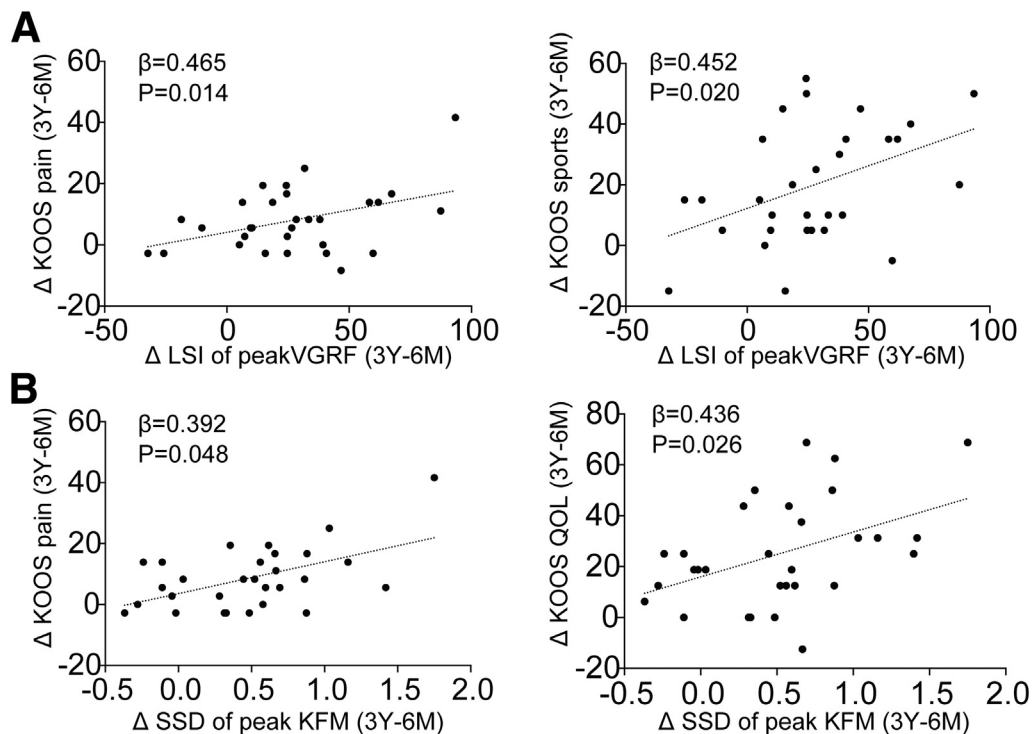 A
β=0.465
P=0.014
Δ KOOS pain (3Y-6M)
60
40
20
0
-20
-50
0
50
100
Δ LSI of peakVGRF (3Y-6M)
β=0.452
P=0.020
Δ KOOS sports (3Y-6M)
60
40
20
0
-20
-50
0
50
100
Δ LSI of peakVGRF (3Y-6M)
B
β=0.392
P=0.048
Δ KOOS pain (3Y-6M)
60
40
20
0
-20
-0.5
0.0
0.5
1.0
1.5
2.0
Δ SSD of peak KFM (3Y-6M)
β=0.436
P=0.026
Δ KOOS QOL (3Y-6M)
80
60
40
20
0
-20
-0.5
0.0
0.5
1.0
1.5
2.0
Δ SSD of peak KFM (3Y-6M)